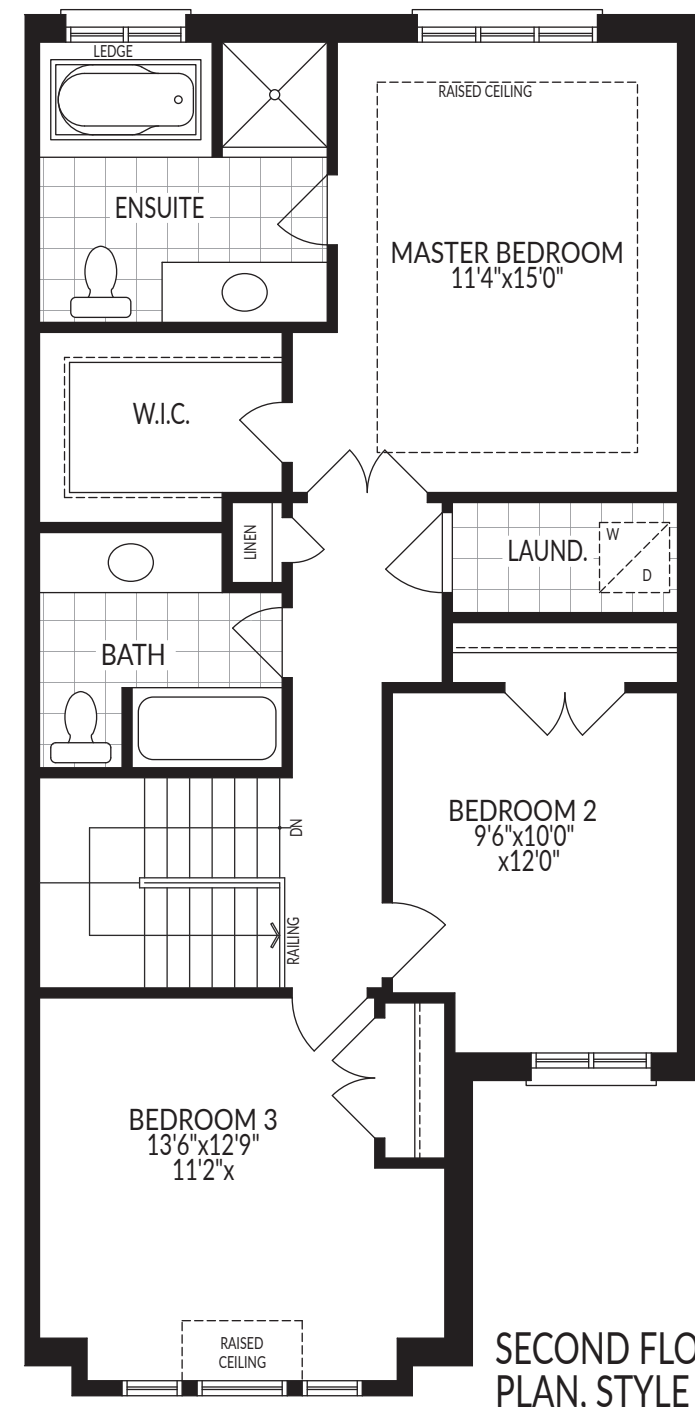 LEDGE
RAISED CEILING
ENSUITE
MASTER BEDROOM
11'4"x15'0"
W.I.C.
LINEN
LAUND.
W
D
BATH
BEDROOM 2
9'6"x10'0"
x12'0"
DN
RAILING
BEDROOM 3
13'6"x12'9"
11'2"x
RAISED
CEILING
SECOND FLO
PLAN. STYLE